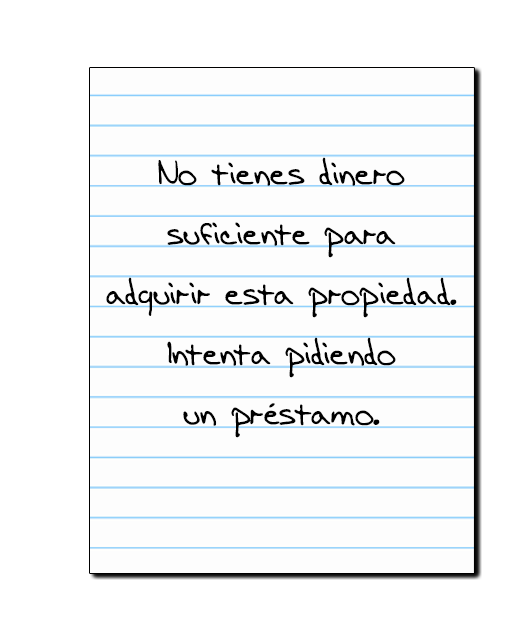 No tienes dinero
suficiente para
adquirir esta propiedad.
Intenta pidiendo
un préstamo.